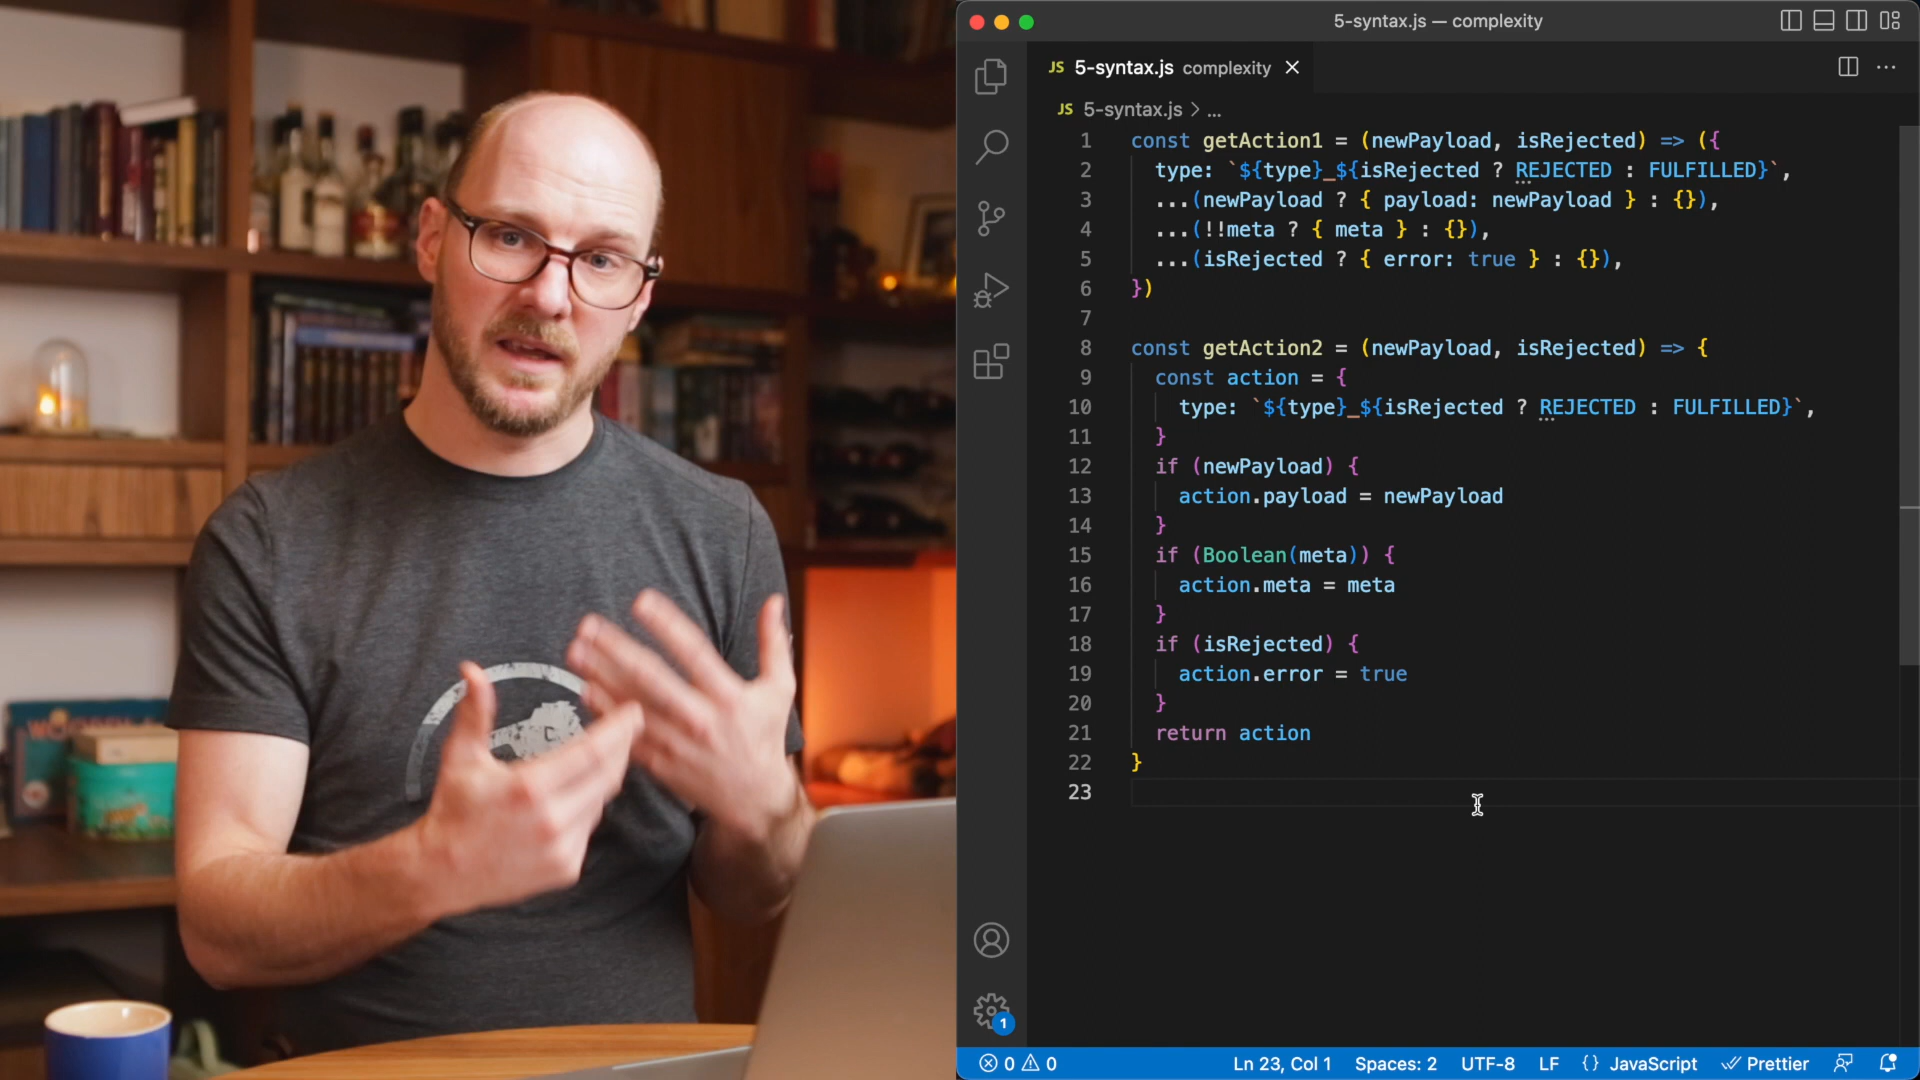 5-syntax.js — complexity
JS 5-syntax.js complexity
JS 5-syntax.js > ...
1 const getAction1 = (newPayload, isRejected) => ({
2   type: `${type}_${isRejected ? REJECTED : FULFILLED}`,
3   ...(newPayload ? { payload: newPayload } : {}),
4   ...(!!meta ? { meta } : {}),
5   ...(isRejected ? { error: true } : {}),
6 })
7
8 const getAction2 = (newPayload, isRejected) => {
9   const action = {
10     type: `${type}_${isRejected ? REJECTED : FULFILLED}`,
11   }
12   if (newPayload) {
13     action.payload = newPayload
14   }
15   if (Boolean(meta)) {
16     action.meta = meta
17   }
18   if (isRejected) {
19     action.error = true
20   }
21   return action
22 }
23
1
0 0 Ln 23, Col 1 Spaces: 2 UTF-8 LF {} JavaScript Prettier